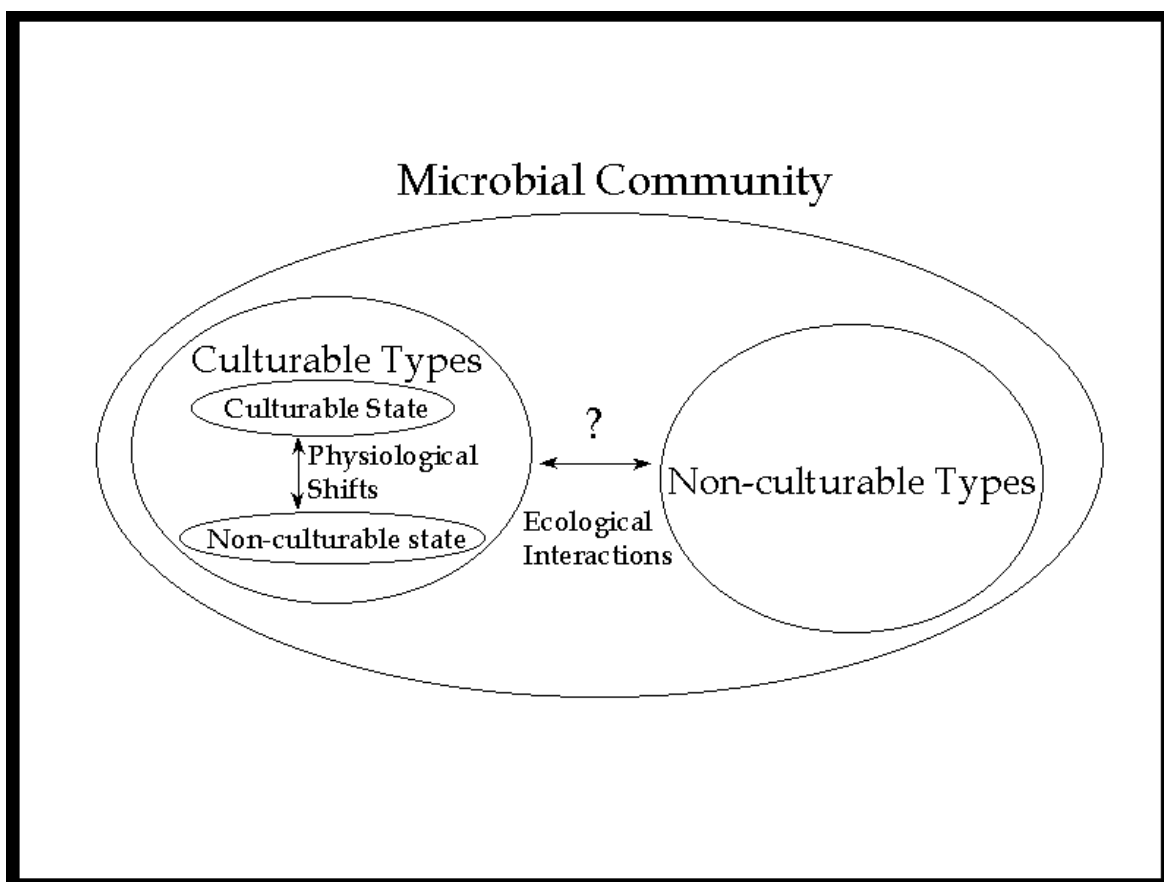 Microbial Community
Culturable Types
Culturable State
Physiological
Shifts
Non-culturable state
?
Ecological
Interactions
Non-culturable Types